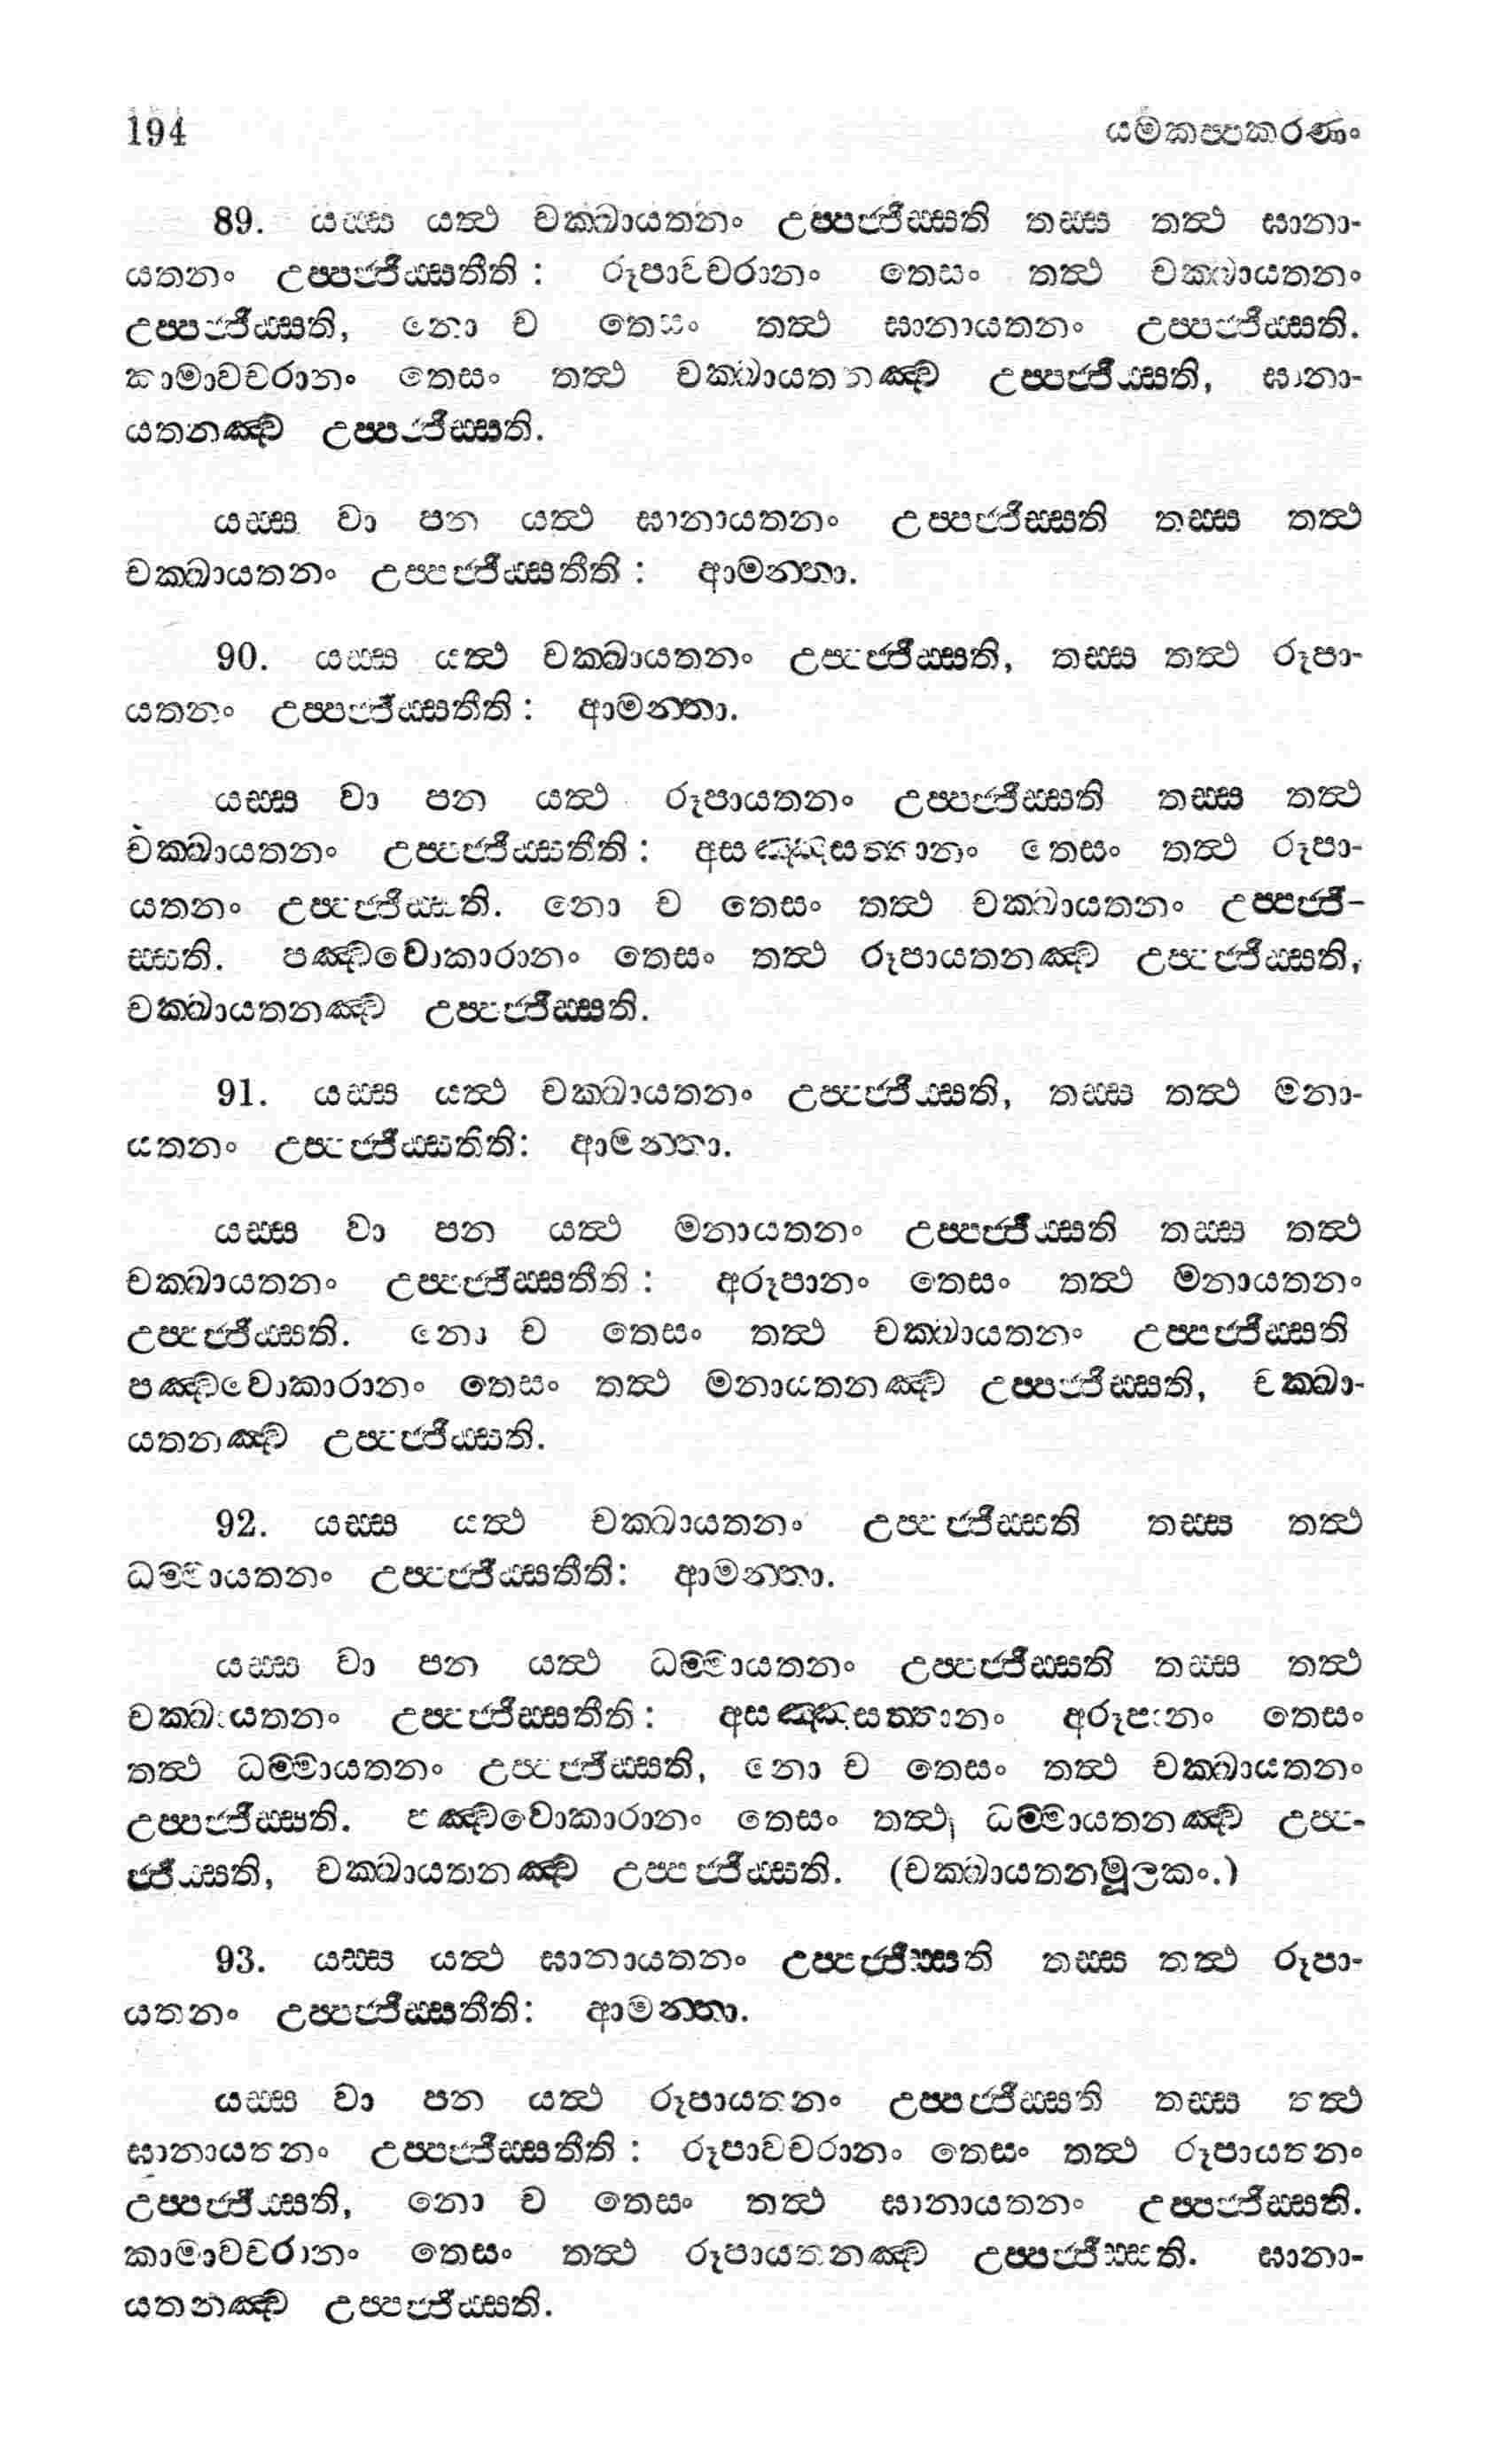 194 යමකප්පකරණං
89. යස්ස යත්ථ චක්ඛායතනං උප්පජ්ජිස්සති තස්ස තත්ථ ඝානා-
යතනං උප්පජ්ජිස්සතීති : රූපාවචරානං තෙසං තත්ථ චක්ඛායතනං
උප්පජ්ජිස්සති, නො ච තෙසං තත්ථ ඝානායතනං උප්පජ්ජිස්සති.
කාමාවචරානං තෙසං තත්ථ චක්ඛායතනඤ්ච උප්පජ්ජිස්සති, ඝානා-
යතනඤ්ච උප්පජ්ජිස්සති.
යස්ස වා පන යත්ථ ඝානායතනං උප්පජ්ජිස්සති තස්ස තත්ථ
චක්ඛායතනං උප්පජ්ජිස්සතීති : ආමන්තා.
90. යස්ස යත්ථ චක්ඛායතනං උප්පජ්ජිස්සති, තස්ස තත්ථ රූපා-
යතනං උප්පජ්ජිස්සතීති : ආමන්තා.
යස්ස වා පන යත්ථ රූපායතනං උප්පජ්ජිස්සති තස්ස තත්ථ
චක්ඛායතනං උප්පජ්ජිස්සතීති : අසඤ්ඤසත්තානං තෙසං තත්ථ රූපා-
යතනං උප්පජ්ජිස්සති. නො ච තෙසං තත්ථ චක්ඛායතනං උප්පජ්ජි-
ස්සති. පඤ්චවොකාරානං තෙසං තත්ථ රූපායතනඤ්ච උප්පජ්ජිස්සති,
චක්ඛායතනඤ්ච උප්පජ්ජිස්සති.
91. යස්ස යත්ථ චක්ඛායතනං උප්පජ්ජිස්සති, තස්ස තත්ථ මනා-
යතනං උප්පජ්ජිස්සතීති: ආමන්තා.
යස්ස වා පන යත්ථ මනායතනං උප්පජ්ජිස්සති තස්ස තත්ථ
චක්ඛායතනං උප්පජ්ජිස්සතීති : අරූපානං තෙසං තත්ථ මනායතනං
උප්පජ්ජිස්සති. නො ච තෙසං තත්ථ චක්ඛායතනං උප්පජ්ජිස්සති
පඤ්චවොකාරානං තෙසං තත්ථ මනායතනඤ්ච උප්පජ්ජිස්සති, චක්ඛා-
යතනඤ්ච උප්පජ්ජිස්සති.
92. යස්ස යත්ථ චක්ඛායතනං උප්පජ්ජිස්සති තස්ස තත්ථ
ධම්මායතනං උප්පජ්ජිස්සතීති: ආමන්තා.
යස්ස වා පන යත්ථ ධම්මායතනං උප්පජ්ජිස්සති තස්ස තත්ථ
චක්ඛායතනං උප්පජ්ජිස්සතීති : අසඤ්ඤසත්තානං අරූපානං තෙසං
තත්ථ ධම්මායතනං උප්පජ්ජිස්සති, නො ච තෙසං තත්ථ චක්ඛායතනං
උප්පජ්ජිස්සති. පඤ්චවොකාරානං තෙසං තත්ථ ධම්මායතනඤ්ච උප්ප-
ජ්ජිස්සති, චක්ඛායතනඤ්ච උප්පජ්ජිස්සති. (චක්ඛායතනමූලකං.)
93. යස්ස යත්ථ ඝානායතනං උප්පජ්ජිස්සති තස්ස තත්ථ රූපා-
යතනං උප්පජ්ජිස්සතීති: ආමන්තා.
යස්ස වා පන යත්ථ රූපායතනං උප්පජ්ජිස්සති තස්ස තත්ථ
ඝානායතනං උප්පජ්ජිස්සතීති : රූපාවචරානං තෙසං තත්ථ රූපායතනං
උප්පජ්ජිස්සති, නො ච තෙසං තත්ථ ඝානායතනං උප්පජ්ජිස්සති.
කාමාවචරානං තෙසං තත්ථ රූපායතනඤ්ච උප්පජ්ජිස්සති. ඝානා-
යතනඤ්ච උප්පජ්ජිස්සති.